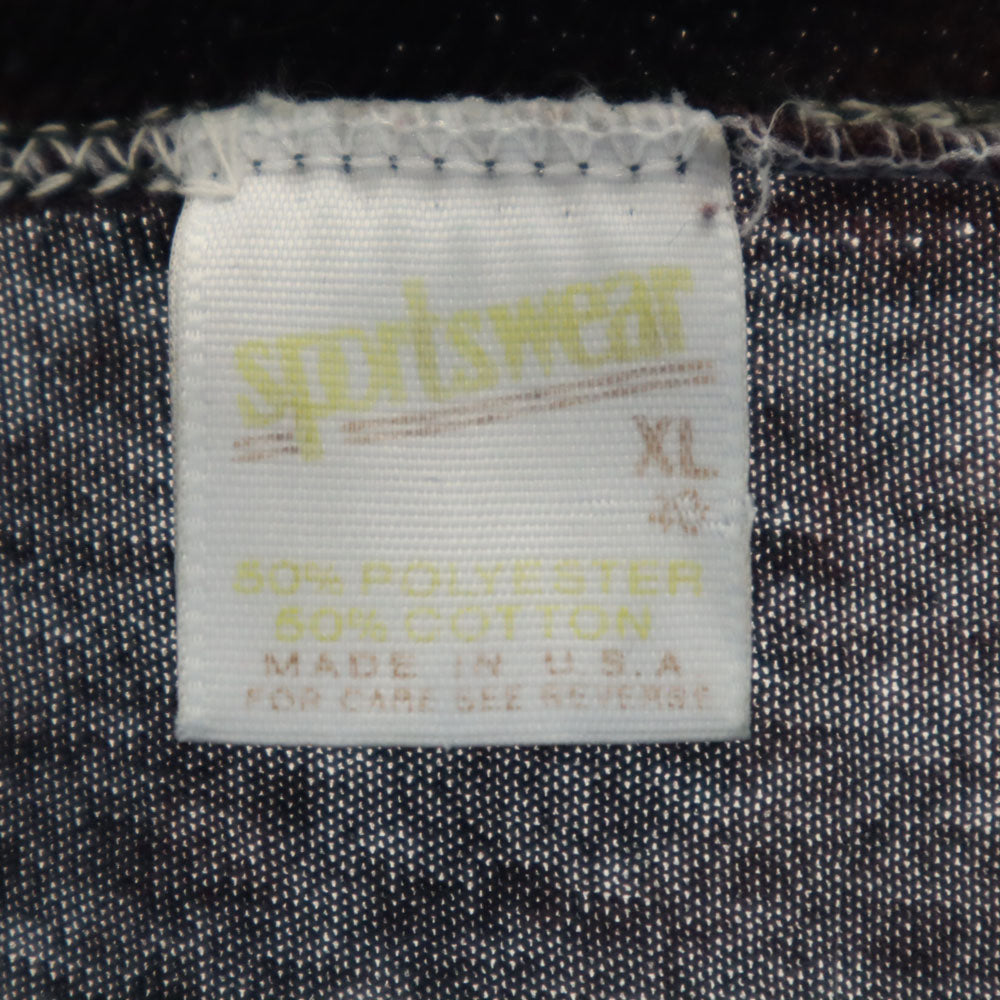 sportswear
XL
50% POLYESTER
50% COTTON
MADE IN U.S.A
FOR CARE SEE REVERSE